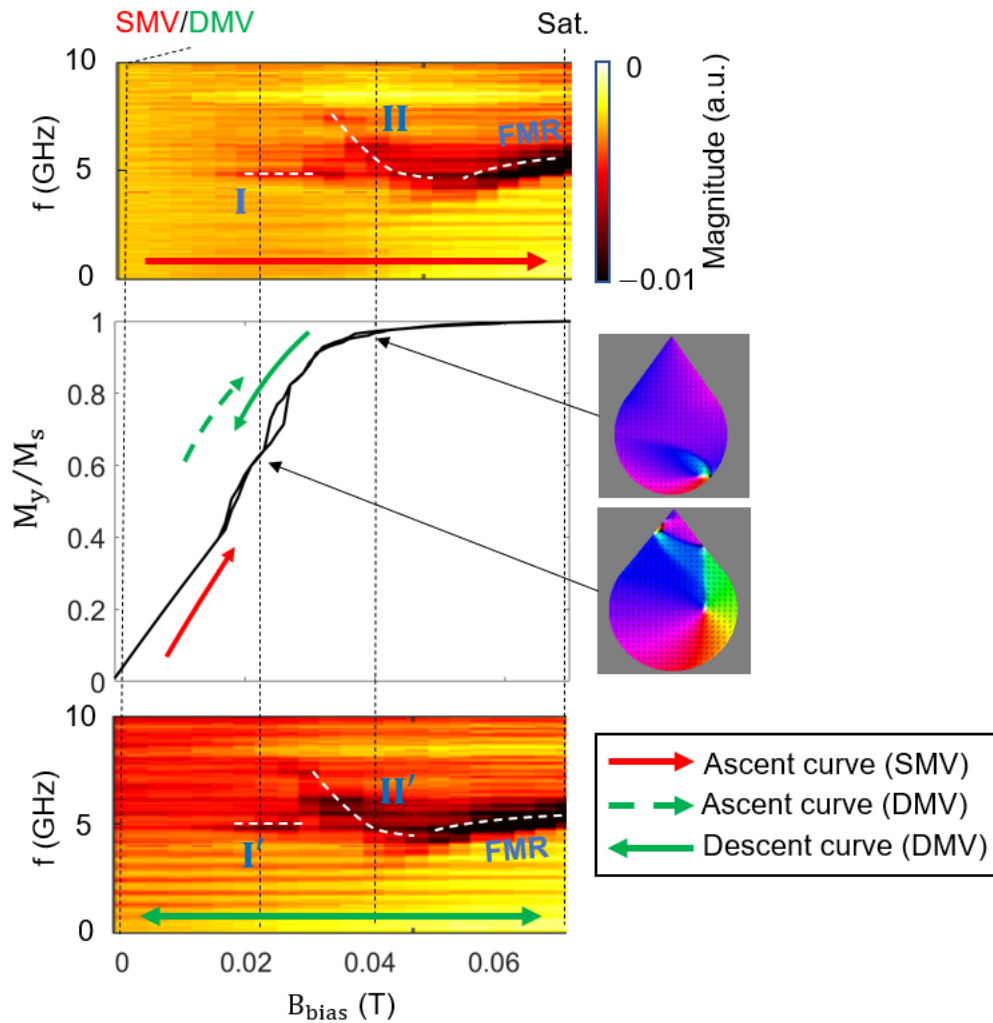 SMV/DMV
Sat.
10
f (GHz)
5
0
I
II
FMR
0
Magnitude (a.u.)
−0.01
1
0.8
M_y/M_s
0.6
0.4
0.2
0
10
f (GHz)
5
0
I′
II′
FMR
0
0.02
0.04
0.06
B_bias (T)
Ascent curve (SMV)
Ascent curve (DMV)
Descent curve (DMV)